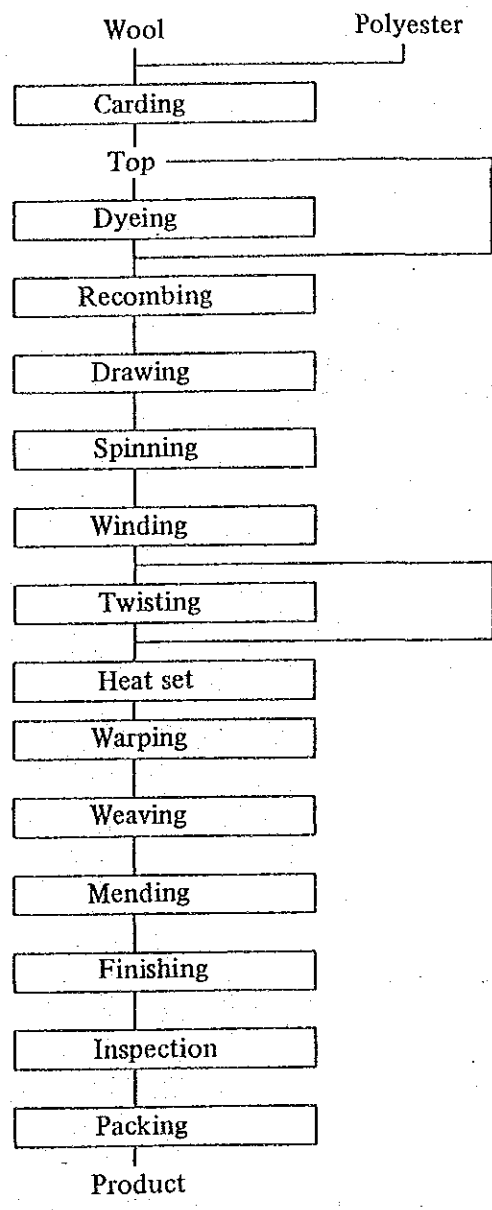 Wool
Polyester
Carding
Top
Dyeing
Recombing
Drawing
Spinning
Winding
Twisting
Heat set
Warping
Weaving
Mending
Finishing
Inspection
Packing
Product